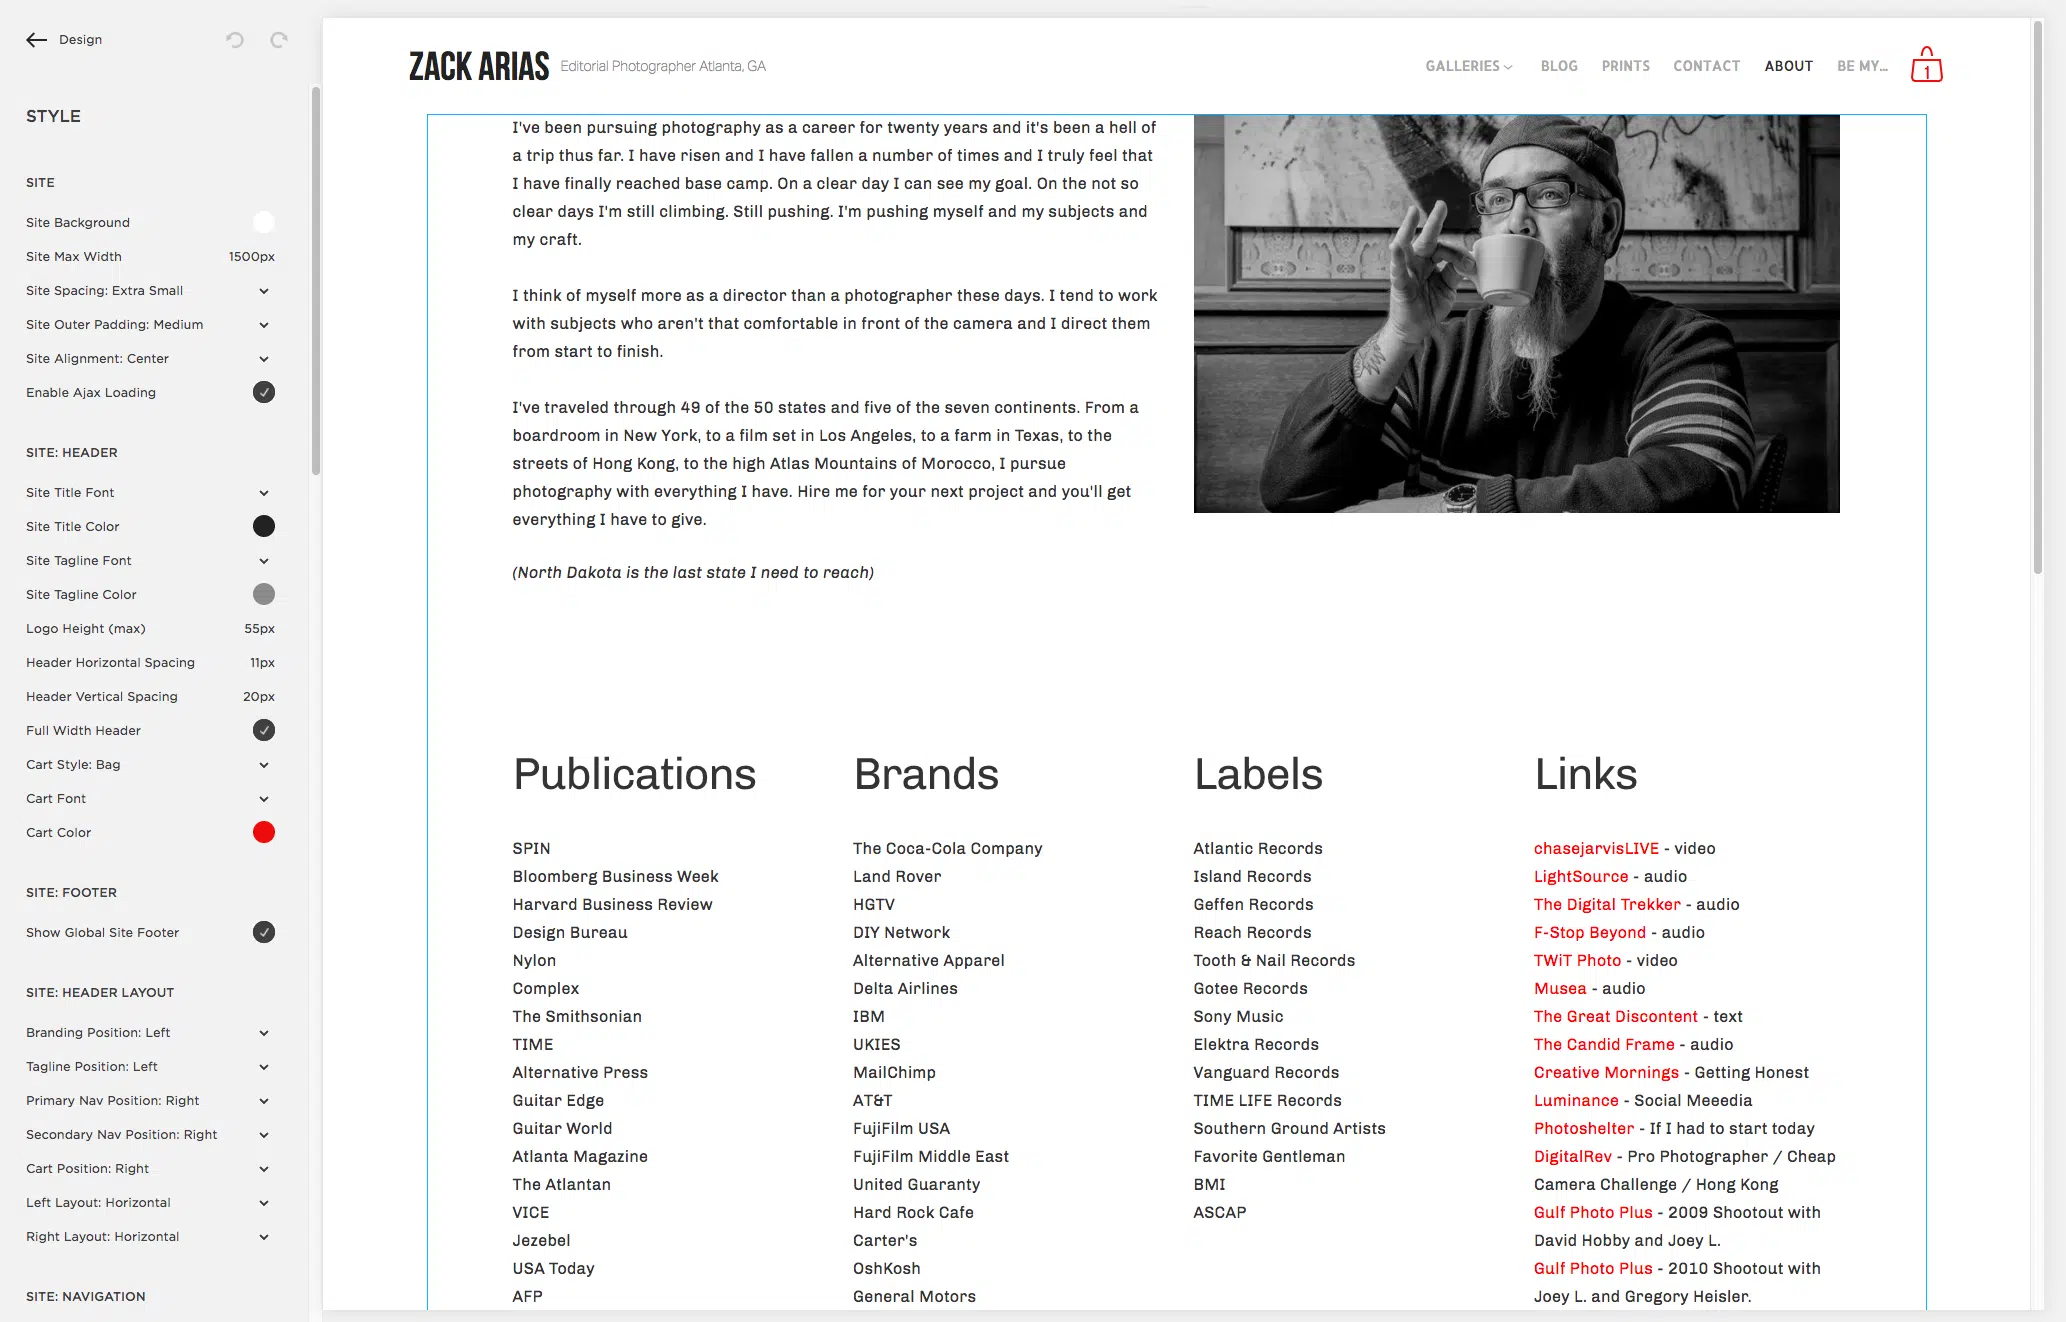 Design
STYLE
SITE
Site Background
Site Max Width 1500px
Site Spacing: Extra Small
Site Outer Padding: Medium
Site Alignment: Center
Enable Ajax Loading
SITE: HEADER
Site Title Font
Site Title Color
Site Tagline Font
Site Tagline Color
Logo Height (max) 55px
Header Horizontal Spacing 11px
Header Vertical Spacing 20px
Full Width Header
Cart Style: Bag
Cart Font
Cart Color
SITE: FOOTER
Show Global Site Footer
SITE: HEADER LAYOUT
Branding Position: Left
Tagline Position: Left
Primary Nav Position: Right
Secondary Nav Position: Right
Cart Position: Right
Left Layout: Horizontal
Right Layout: Horizontal
SITE: NAVIGATION
ZACK ARIAS Editorial Photographer Atlanta, GA
GALLERIES BLOG PRINTS CONTACT ABOUT BE MY... 1
I've been pursuing photography as a career for twenty years and it's been a hell of
a trip thus far. I have risen and I have fallen a number of times and I truly feel that
I have finally reached base camp. On a clear day I can see my goal. On the not so
clear days I'm still climbing. Still pushing. I'm pushing myself and my subjects and
my craft.
I think of myself more as a director than a photographer these days. I tend to work
with subjects who aren't that comfortable in front of the camera and I direct them
from start to finish.
I've traveled through 49 of the 50 states and five of the seven continents. From a
boardroom in New York, to a film set in Los Angeles, to a farm in Texas, to the
streets of Hong Kong, to the high Atlas Mountains of Morocco, I pursue
photography with everything I have. Hire me for your next project and you'll get
everything I have to give.
(North Dakota is the last state I need to reach)
Publications
SPIN
Bloomberg Business Week
Harvard Business Review
Design Bureau
Nylon
Complex
The Smithsonian
TIME
Alternative Press
Guitar Edge
Guitar World
Atlanta Magazine
The Atlantan
VICE
Jezebel
USA Today
AFP
Brands
The Coca-Cola Company
Land Rover
HGTV
DIY Network
Alternative Apparel
Delta Airlines
IBM
UKIES
MailChimp
AT&T
FujiFilm USA
FujiFilm Middle East
United Guaranty
Hard Rock Cafe
Carter's
OshKosh
General Motors
Labels
Atlantic Records
Island Records
Geffen Records
Reach Records
Tooth & Nail Records
Gotee Records
Sony Music
Elektra Records
Vanguard Records
TIME LIFE Records
Southern Ground Artists
Favorite Gentleman
BMI
ASCAP
Links
chasejarvisLIVE - video
LightSource - audio
The Digital Trekker - audio
F-Stop Beyond - audio
TWiT Photo - video
Musea - audio
The Great Discontent - text
The Candid Frame - audio
Creative Mornings - Getting Honest
Luminance - Social Meeedia
Photoshelter - If I had to start today
DigitalRev - Pro Photographer / Cheap
Camera Challenge / Hong Kong
Gulf Photo Plus - 2009 Shootout with
David Hobby and Joey L.
Gulf Photo Plus - 2010 Shootout with
Joey L. and Gregory Heisler.